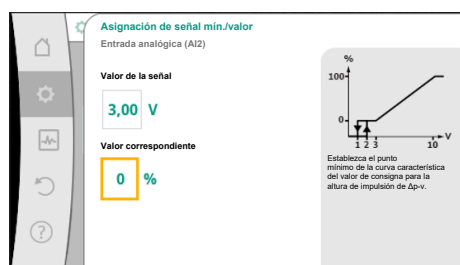 Asignación de señal mín./valor
Entrada analógica (AI2)
Valor de la señal
3,00 V
Valor correspondiente
0 %
%
100
0
1 2 3 10
V
Establezca el punto
mínimo de la curva característica
del valor de consigna para la
altura de impulsión de Δp-v.